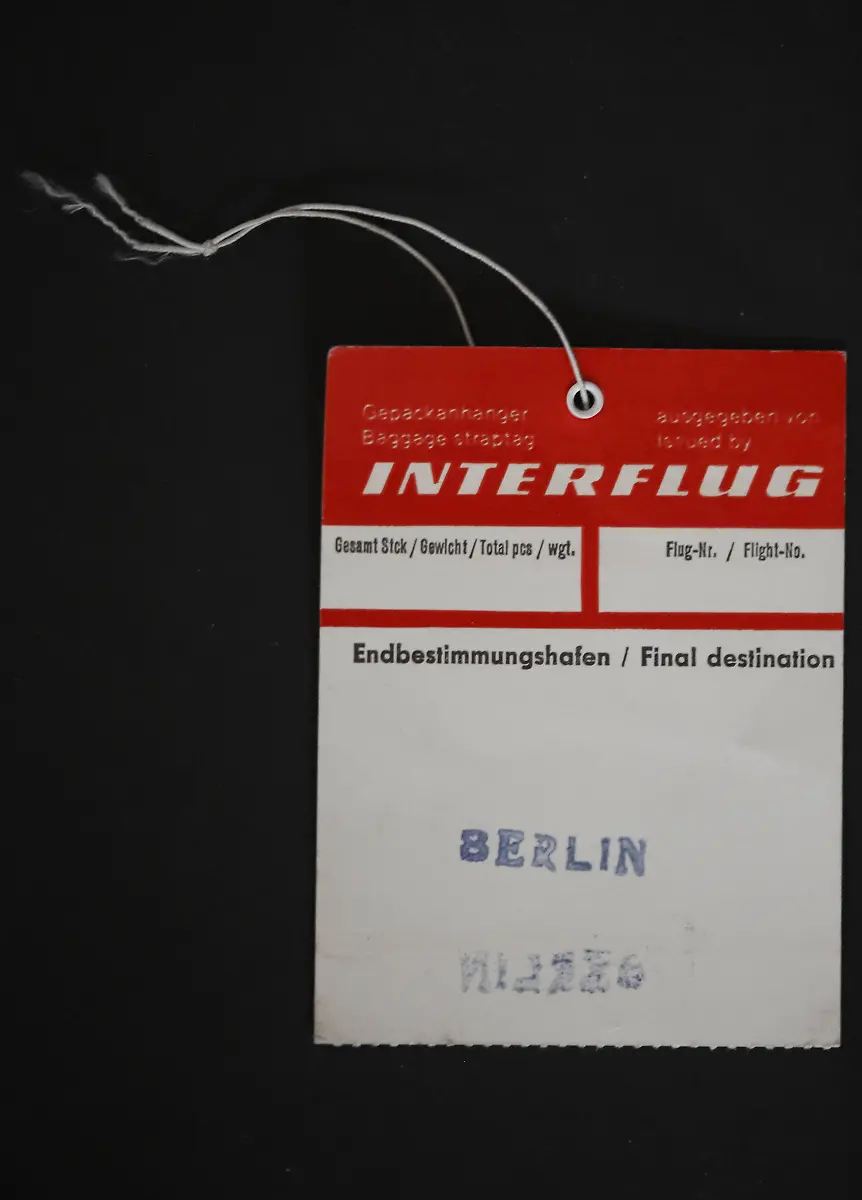 Gepäckanhänger
Baggage straptag
ausgegeben von
Issued by
INTERFLUG
Gesamt Stck / Gewicht / Total pcs / wgt.
Flug-Nr. / Flight-No.
Endbestimmungshafen / Final destination
BERLIN